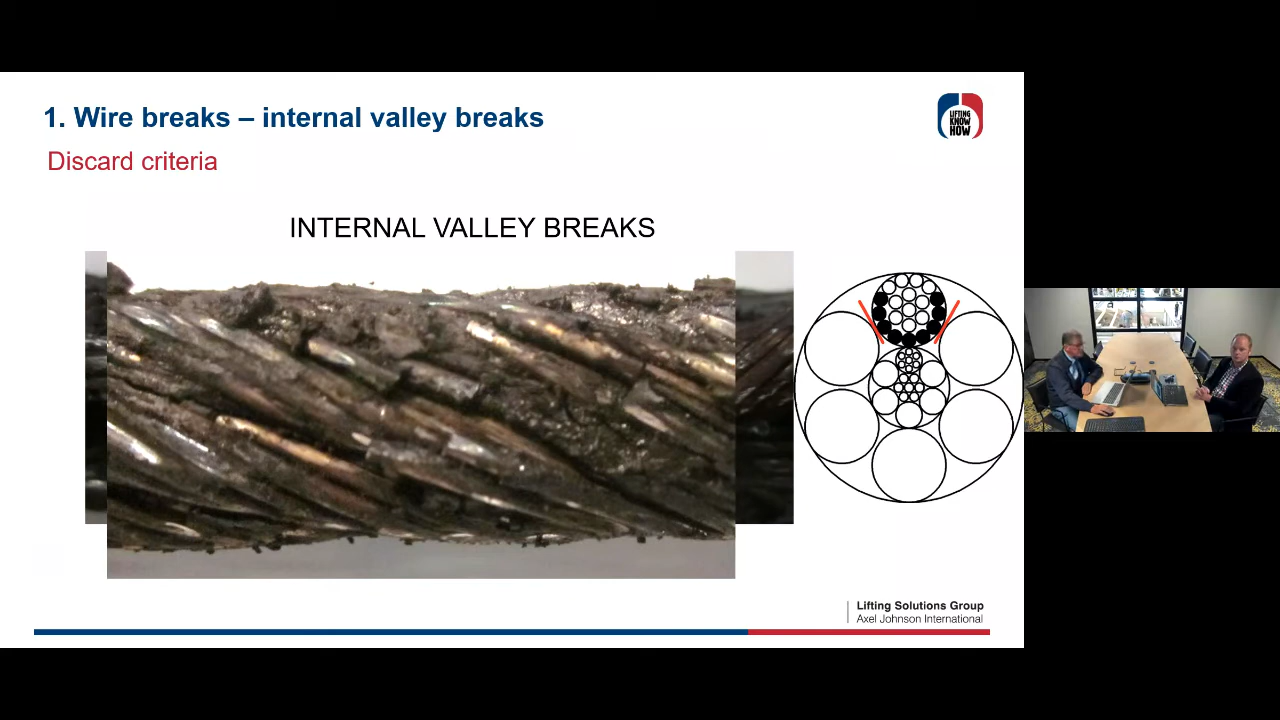 1. Wire breaks – internal valley breaks
Discard criteria
LIFTING
KNOW
HOW
INTERNAL VALLEY BREAKS
Lifting Solutions Group
Axel Johnson International